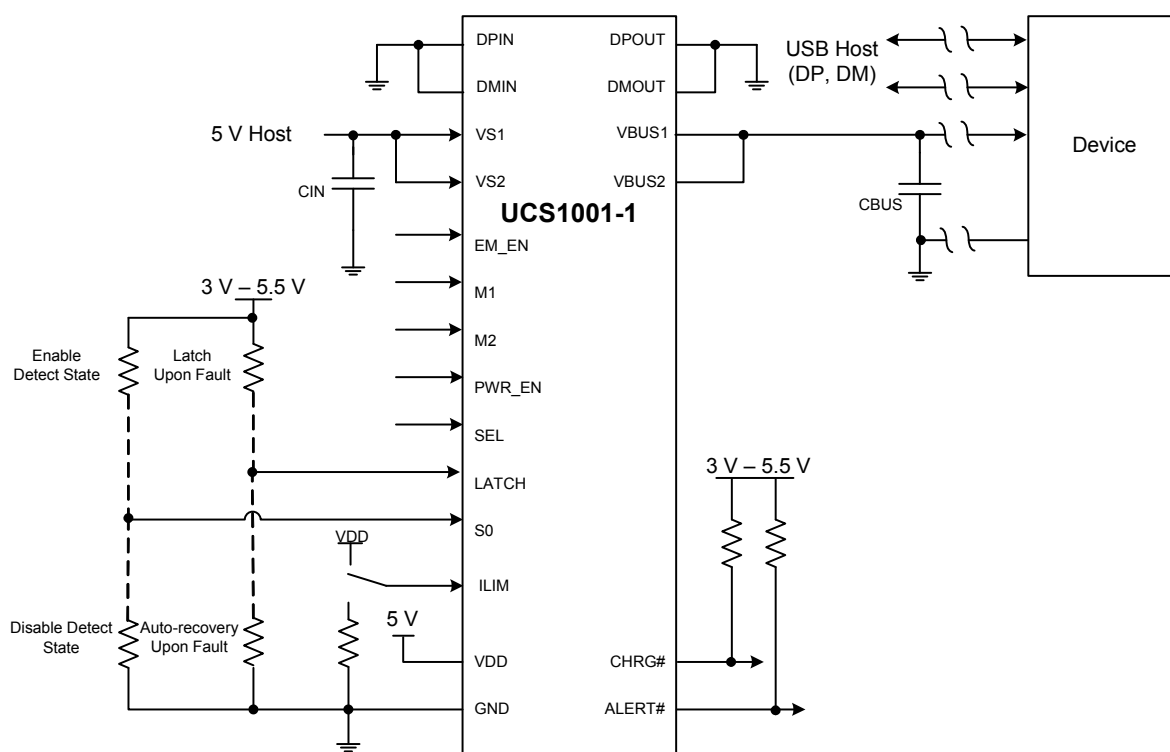 DPIN
DMIN
VS1
VS2
EM_EN
M1
M2
PWR_EN
SEL
LATCH
S0
ILIM
VDD
GND
UCS1001-1
DPOUT
DMOUT
VBUS1
VBUS2
CHRG#
ALERT#
5 V Host
CIN
3 V – 5.5 V
Enable
Detect State
Latch
Upon Fault
Disable Detect
State
Auto-recovery
Upon Fault
VDD
5 V
USB Host
(DP, DM)
CBUS
Device
3 V – 5.5 V